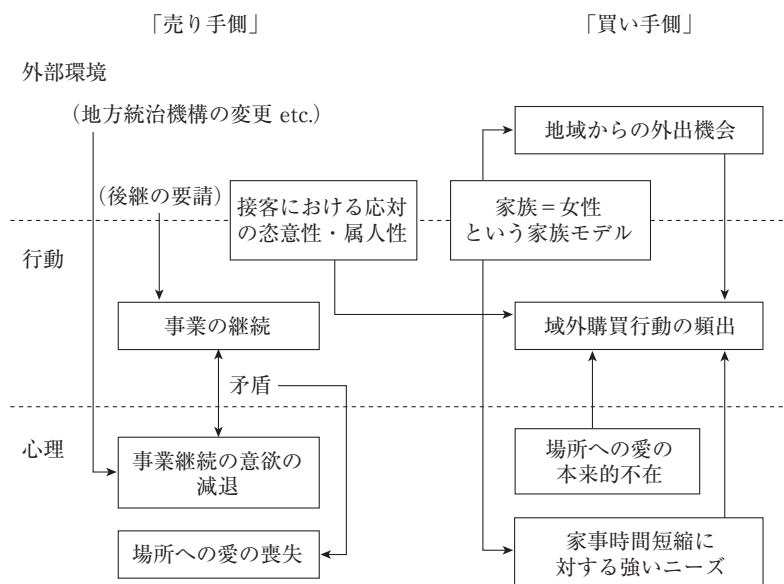 「売り手側」
「買い手側」
外部環境
（地方統治機構の変更 etc.）
地域からの外出機会
（後継の要請）
接客における応対
の恣意性・属人性
家族＝女性
という家族モデル
行動
事業の継続
域外購買行動の頻出
矛盾
心理
事業継続の意欲の
減退
場所への愛の
本来的不在
場所への愛の喪失
家事時間短縮に
対する強いニーズ